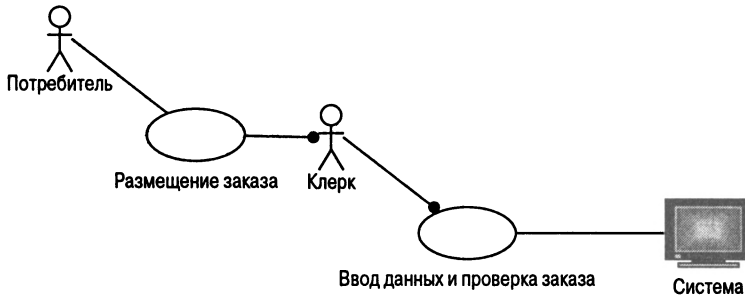 Потребитель
Размещение заказа
Клерк
Ввод данных и проверка заказа
Система